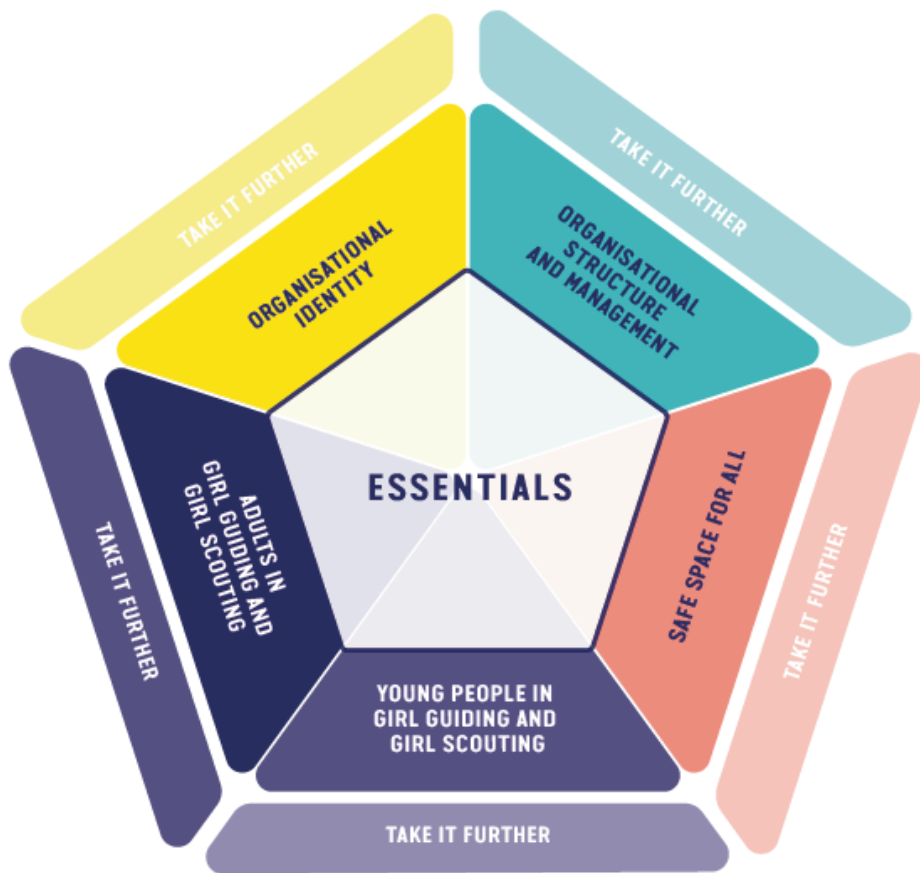 TAKE IT FURTHER
TAKE IT FURTHER
ORGANISATIONAL
IDENTITY
ORGANISATIONAL
STRUCTURE
AND MANAGEMENT
ESSENTIALS
ADULTS IN
GIRL GUIDING AND
GIRL SCOUTING
SAFE SPACE FOR ALL
TAKE IT FURTHER
TAKE IT FURTHER
YOUNG PEOPLE IN
GIRL GUIDING AND
GIRL SCOUTING
TAKE IT FURTHER